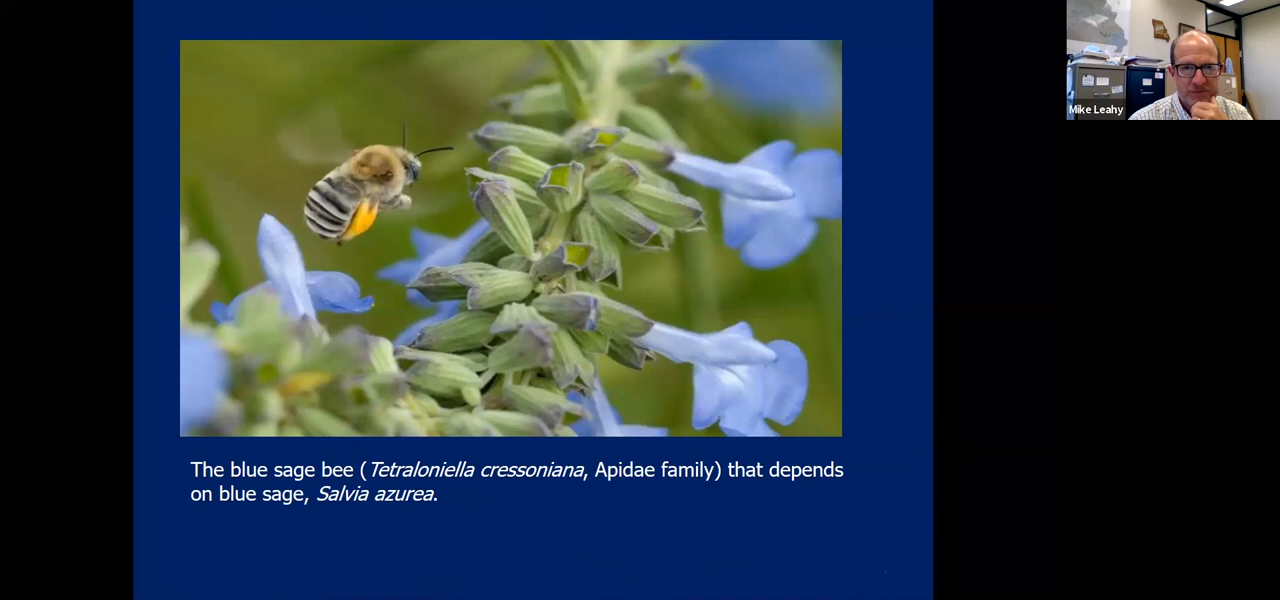 Mike Leahy
The blue sage bee (Tetraloniella cressoniana, Apidae family) that depends
on blue sage, Salvia azurea.